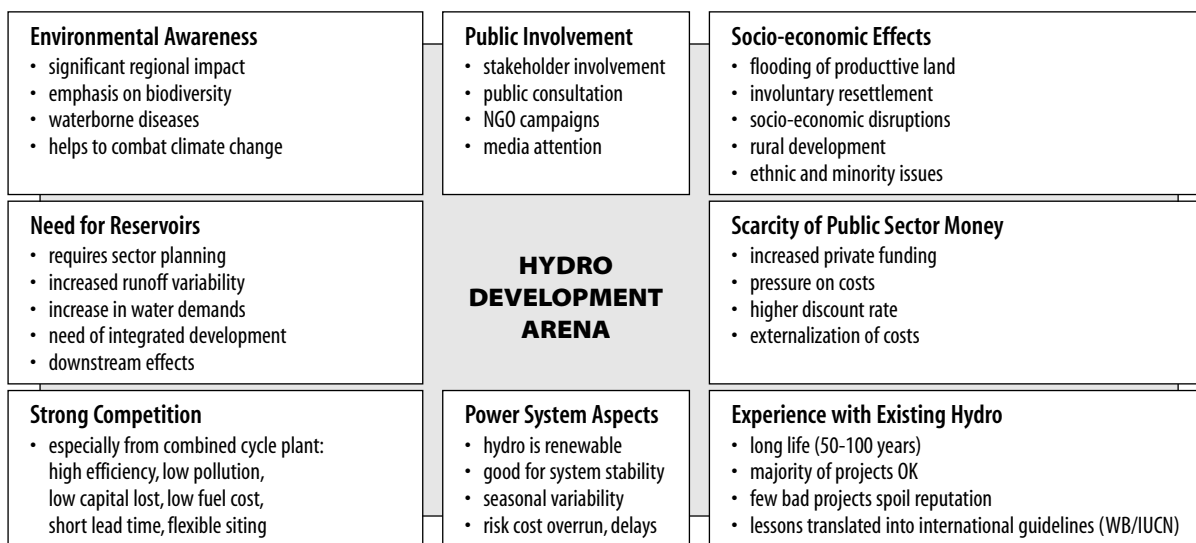 Environmental Awareness
• significant regional impact
• emphasis on biodiversity
• waterborne diseases
• helps to combat climate change
Public Involvement
• stakeholder involvement
• public consultation
• NGO campaigns
• media attention
Socio-economic Effects
• flooding of producttive land
• involuntary resettlement
• socio-economic disruptions
• rural development
• ethnic and minority issues
Need for Reservoirs
• requires sector planning
• increased runoff variability
• increase in water demands
• need of integrated development
• downstream effects
HYDRO
DEVELOPMENT
ARENA
Scarcity of Public Sector Money
• increased private funding
• pressure on costs
• higher discount rate
• externalization of costs
Strong Competition
• especially from combined cycle plant:
high efficiency, low pollution,
low capital lost, low fuel cost,
short lead time, flexible siting
Power System Aspects
• hydro is renewable
• good for system stability
• seasonal variability
• risk cost overrun, delays
Experience with Existing Hydro
• long life (50-100 years)
• majority of projects OK
• few bad projects spoil reputation
• lessons translated into international guidelines (WB/IUCN)